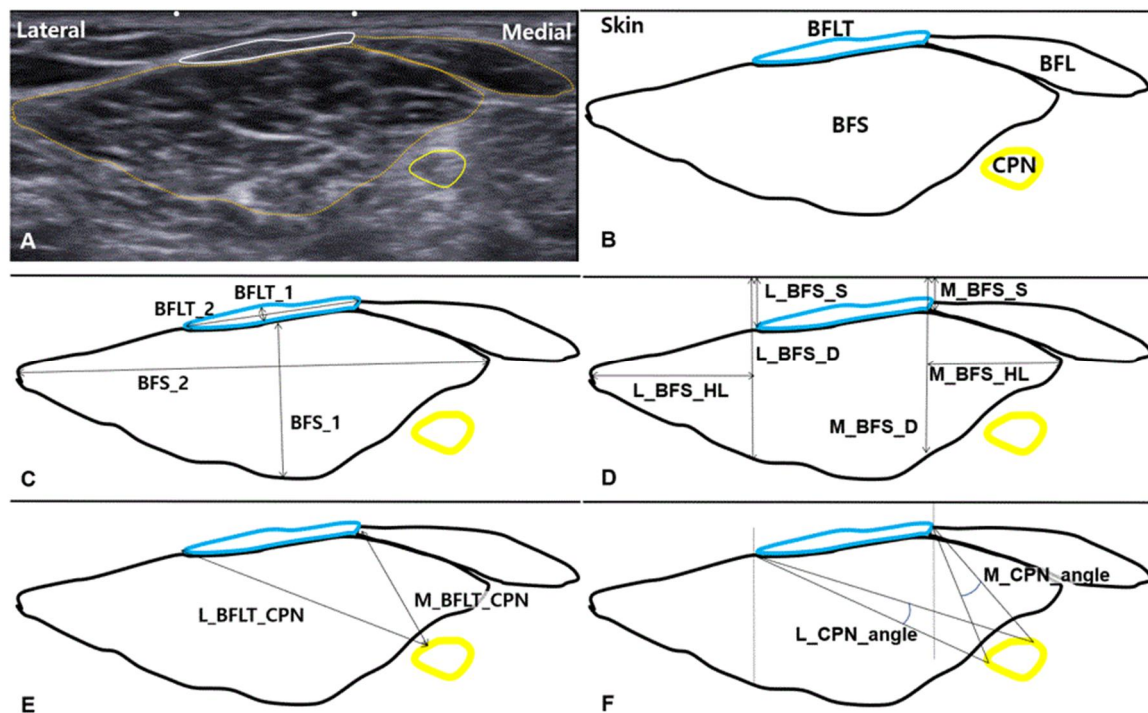 Lateral
Medial
A
Skin
BFLT
BFL
BFS
CPN
B
BFLT_1
BFLT_2
BFS_2
BFS_1
C
L_BFS_S
M_BFS_S
L_BFS_D
L_BFS_HL
M_BFS_HL
M_BFS_D
D
L_BFLT_CPN
M_BFLT_CPN
E
M_CPN_angle
L_CPN_angle
F